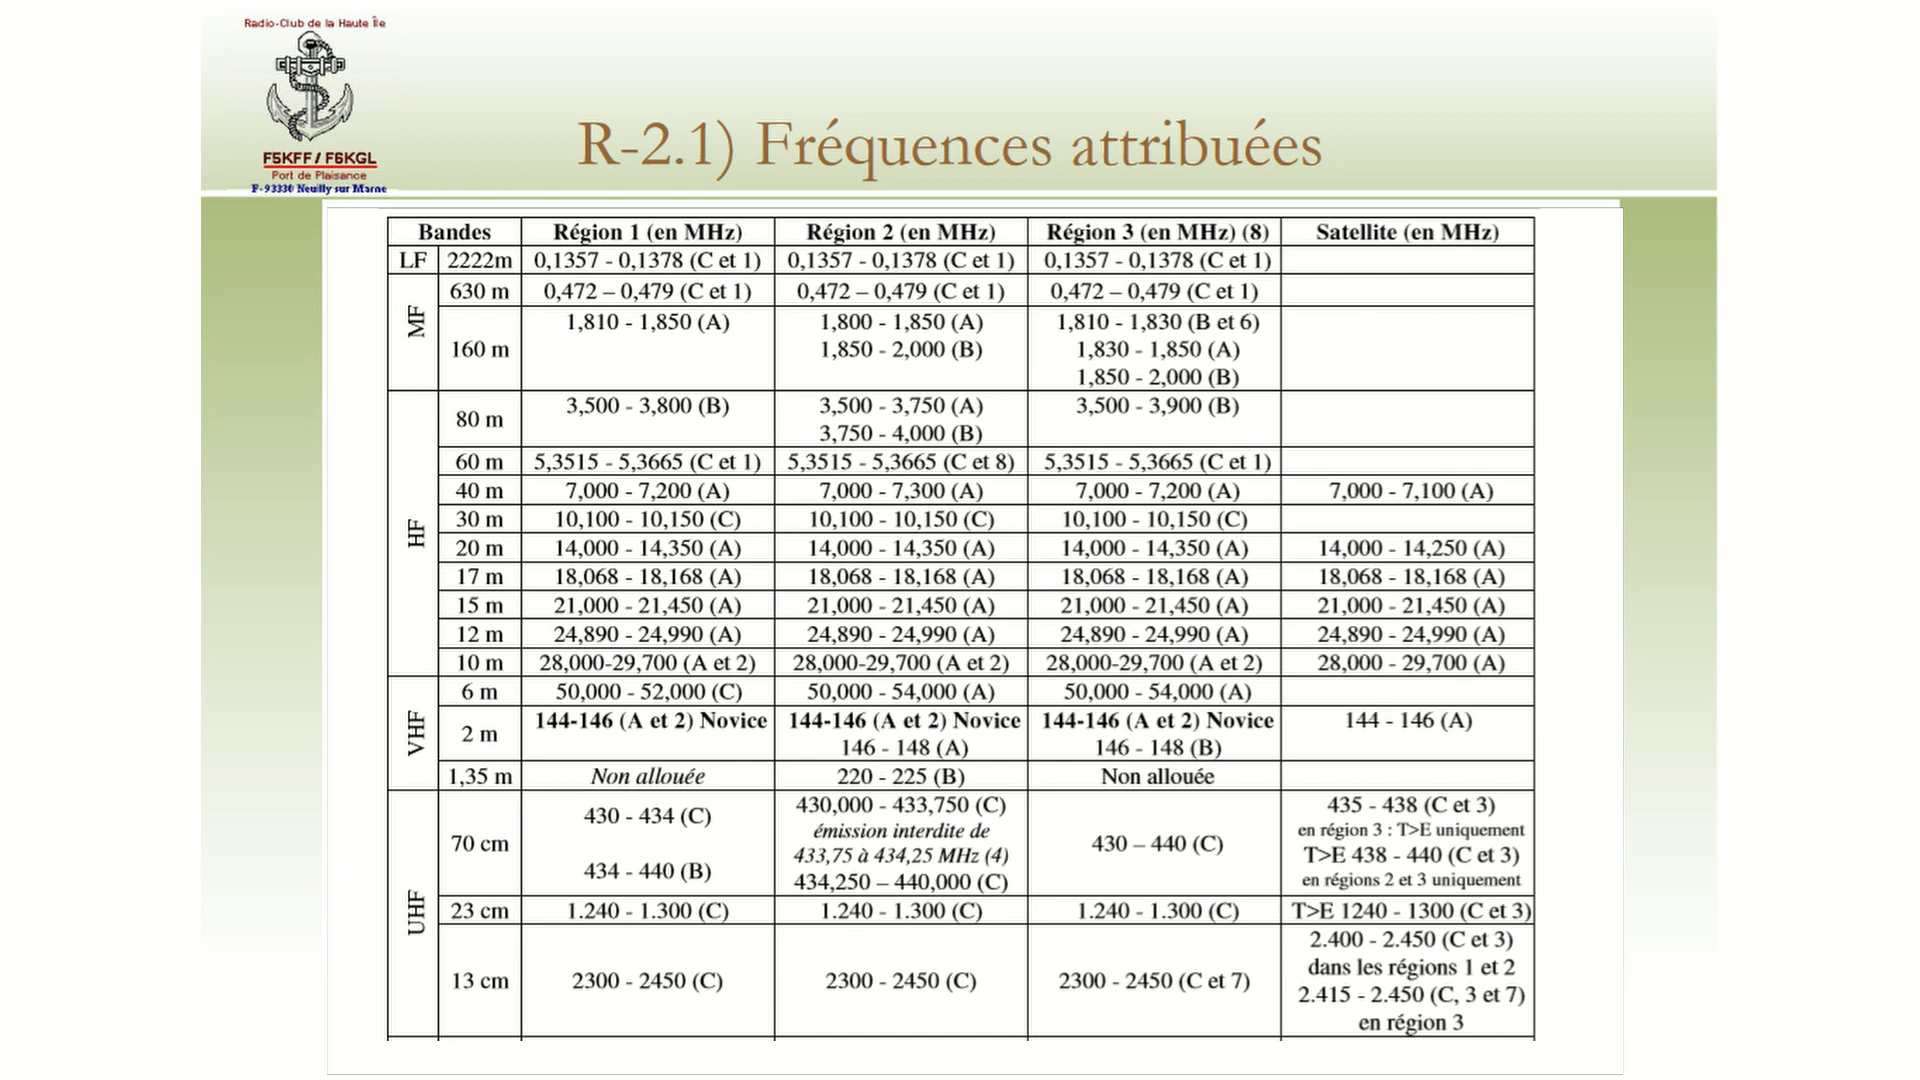 Radio-Club de la Haute Île
F5KFF / F6KGL
Port de Plaisance
F-93330 Neuilly sur Marne
R-2.1) Fréquences attribuées
Bandes Région 1 (en MHz) Région 2 (en MHz) Région 3 (en MHz) (8) Satellite (en MHz)
LF 2222m 0,1357 - 0,1378 (C et 1) 0,1357 - 0,1378 (C et 1) 0,1357 - 0,1378 (C et 1)
MF
630 m 0,472 – 0,479 (C et 1) 0,472 – 0,479 (C et 1) 0,472 – 0,479 (C et 1)
160 m 1,810 - 1,850 (A) 1,800 - 1,850 (A) 1,810 - 1,830 (B et 6)
1,850 - 2,000 (B) 1,830 - 1,850 (A)
1,850 - 2,000 (B)
HF
80 m 3,500 - 3,800 (B) 3,500 - 3,750 (A) 3,500 - 3,900 (B)
3,750 - 4,000 (B)
60 m 5,3515 - 5,3665 (C et 1) 5,3515 - 5,3665 (C et 8) 5,3515 - 5,3665 (C et 1)
40 m 7,000 - 7,200 (A) 7,000 - 7,300 (A) 7,000 - 7,200 (A) 7,000 - 7,100 (A)
30 m 10,100 - 10,150 (C) 10,100 - 10,150 (C) 10,100 - 10,150 (C)
20 m 14,000 - 14,350 (A) 14,000 - 14,350 (A) 14,000 - 14,350 (A) 14,000 - 14,250 (A)
17 m 18,068 - 18,168 (A) 18,068 - 18,168 (A) 18,068 - 18,168 (A) 18,068 - 18,168 (A)
15 m 21,000 - 21,450 (A) 21,000 - 21,450 (A) 21,000 - 21,450 (A) 21,000 - 21,450 (A)
12 m 24,890 - 24,990 (A) 24,890 - 24,990 (A) 24,890 - 24,990 (A) 24,890 - 24,990 (A)
10 m 28,000-29,700 (A et 2) 28,000-29,700 (A et 2) 28,000-29,700 (A et 2) 28,000 - 29,700 (A)
VHF
6 m 50,000 - 52,000 (C) 50,000 - 54,000 (A) 50,000 - 54,000 (A)
2 m 144-146 (A et 2) Novice 144-146 (A et 2) Novice 144-146 (A et 2) Novice 144 - 146 (A)
146 - 148 (A) 146 - 148 (B)
1,35 m Non allouée 220 - 225 (B) Non allouée
UHF
70 cm 430 - 434 (C)
434 - 440 (B)
430,000 - 433,750 (C)
émission interdite de
433,75 à 434,25 MHz (4)
434,250 – 440,000 (C)
430 – 440 (C)
435 - 438 (C et 3)
en région 3 : T>E uniquement
T>E 438 - 440 (C et 3)
en régions 2 et 3 uniquement
23 cm 1.240 - 1.300 (C) 1.240 - 1.300 (C) 1.240 - 1.300 (C) T>E 1240 - 1300 (C et 3)
13 cm 2300 - 2450 (C) 2300 - 2450 (C) 2300 - 2450 (C et 7)
2.400 - 2.450 (C et 3)
dans les régions 1 et 2
2.415 - 2.450 (C, 3 et 7)
en région 3